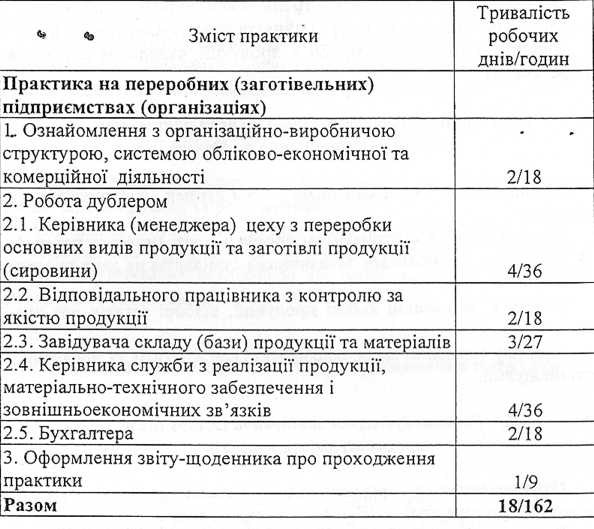 Зміст практики
Тривалість
робочих
днів/годин
Практика на переробних (заготівельних)
підприємствах (організаціях)
1. Ознайомлення з організаційно-виробничою
структурою, системою обліково-економічної та
комерційної діяльності
2/18
2. Робота дублером
2.1. Керівника (менеджера) цеху з переробки
основних видів продукції та заготівлі продукції
(сировини)
4/36
2.2. Відповідального працівника з контролю за
якістю продукції
2/18
2.3. Завідувача складу (бази) продукції та матеріалів
3/27
2.4. Керівника служби з реалізації продукції,
матеріально-технічного забезпечення і
зовнішньоекономічних зв’язків
4/36
2.5. Бухгалтера
2/18
3. Оформлення звіту-щоденника про проходження
практики
1/9
Разом
18/162